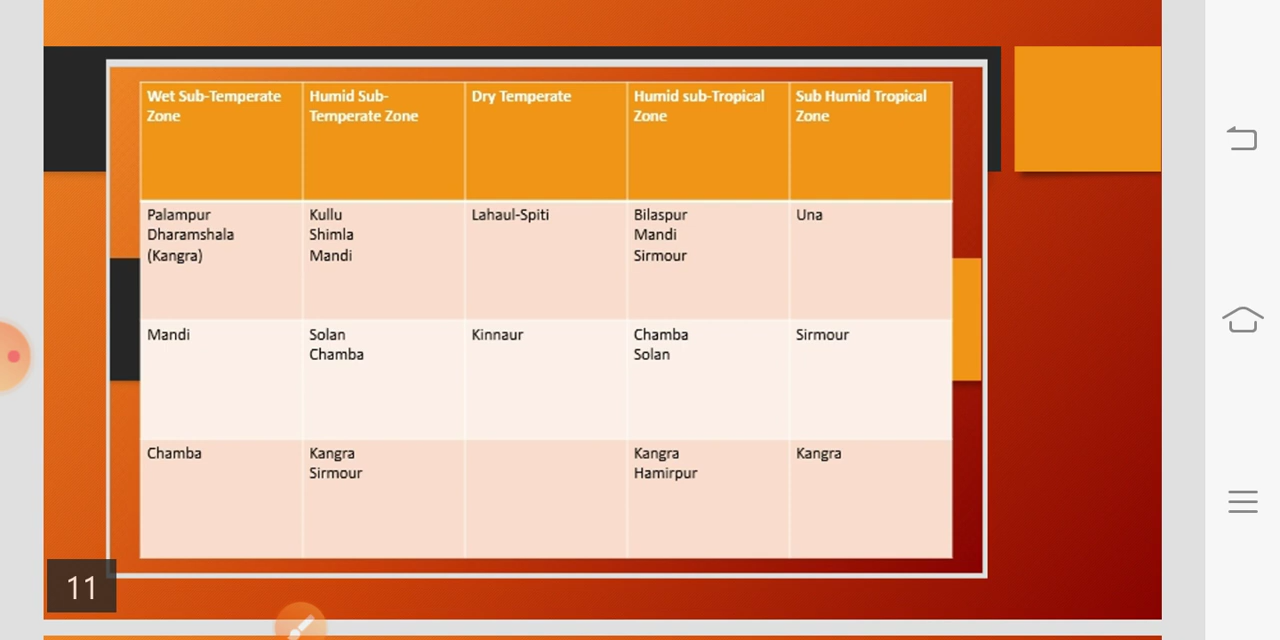 Wet Sub-Temperate
Zone
Humid Sub-
Temperate Zone
Dry Temperate
Humid sub-Tropical
Zone
Sub Humid Tropical
Zone
Palampur
Dharamshala
(Kangra)
Kullu
Shimla
Mandi
Lahaul-Spiti
Bilaspur
Mandi
Sirmour
Una
Mandi
Solan
Chamba
Kinnaur
Chamba
Solan
Sirmour
Chamba
Kangra
Sirmour
Kangra
Hamirpur
Kangra
11